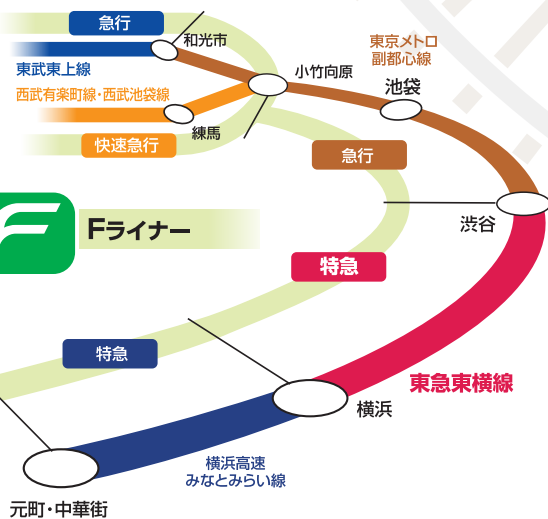 急行
和光市
東武東上線
西武有楽町線・西武池袋線
練馬
快速急行
小竹向原
東京メトロ
副都心線
池袋
急行
渋谷
Fライナー
特急
特急
東急東横線
横浜
横浜高速
みなとみらい線
元町・中華街